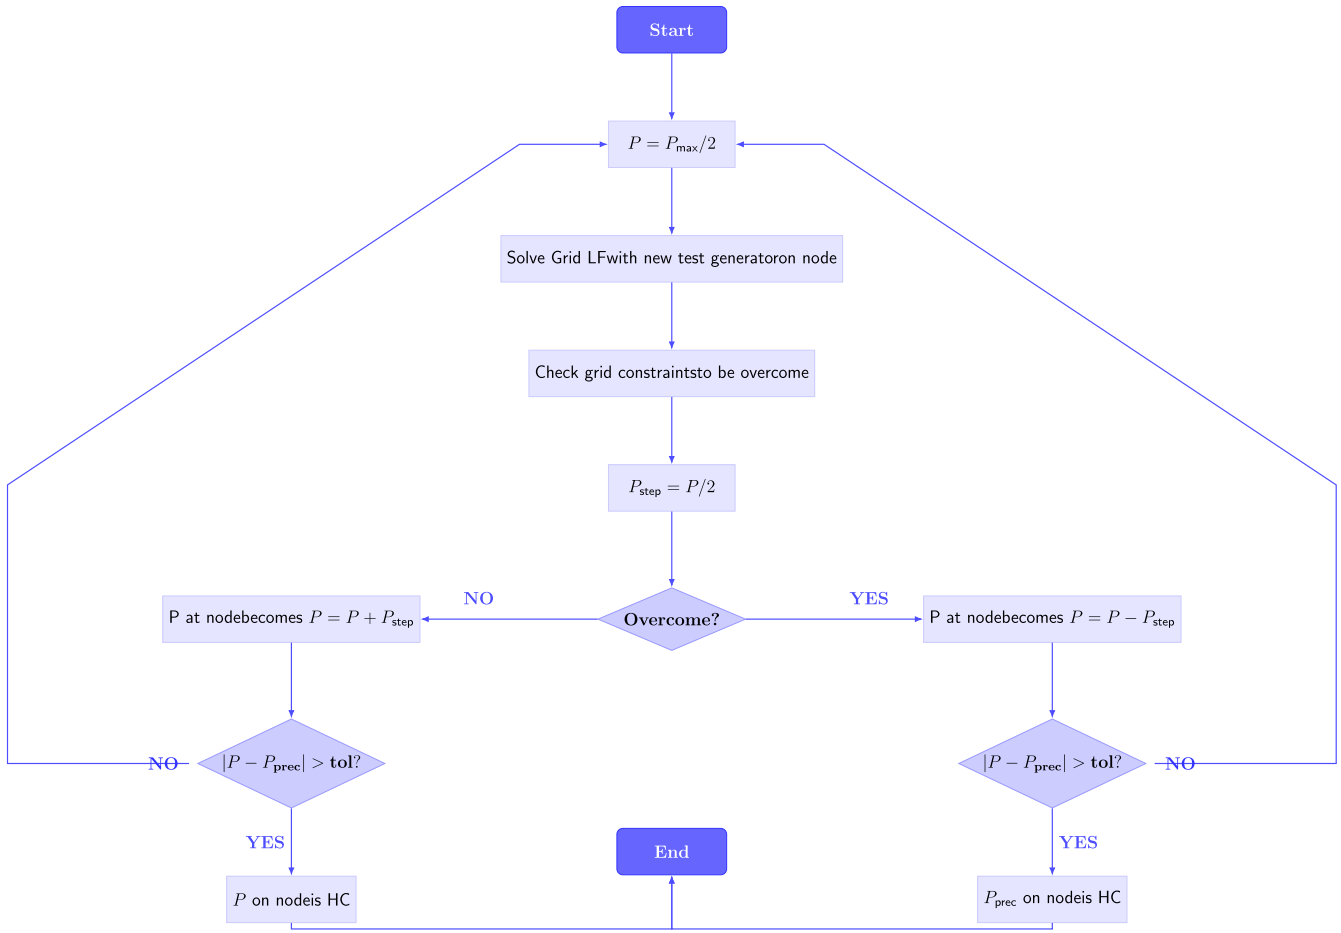 Start
P = P_max/2
Solve Grid LFwith new test generatoron node
Check grid constraintsto be overcome
P_step = P/2
NO
YES
P at nodebecomes P = P + P_step
Overcome?
P at nodebecomes P = P − P_step
NO
|P − P_prec| > tol?
|P − P_prec| > tol?
NO
YES
YES
End
P on nodeis HC
P_prec on nodeis HC